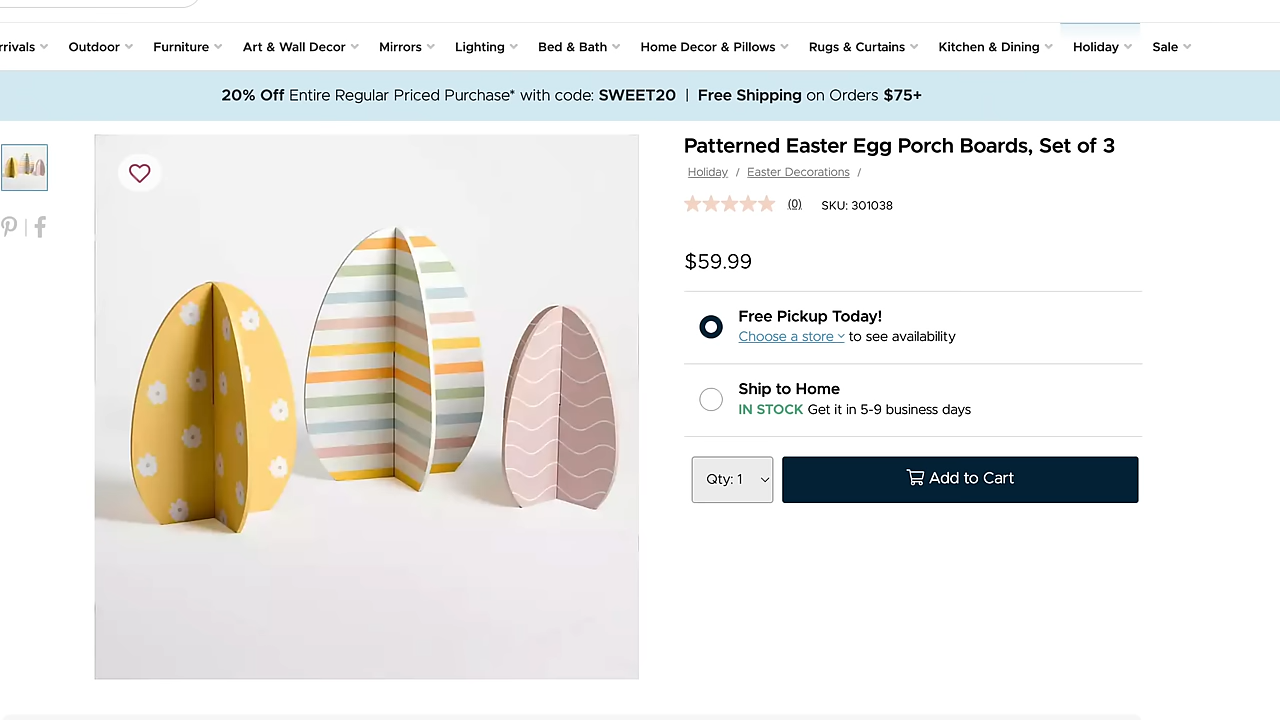 rrivals Outdoor Furniture Art & Wall Decor Mirrors Lighting Bed & Bath Home Decor & Pillows Rugs & Curtains Kitchen & Dining Holiday Sale
20% Off Entire Regular Priced Purchase* with code: SWEET20 | Free Shipping on Orders $75+
Patterned Easter Egg Porch Boards, Set of 3
Holiday / Easter Decorations /
(0) SKU: 301038
$59.99
Free Pickup Today!
Choose a store to see availability
Ship to Home
IN STOCK Get it in 5-9 business days
Qty: 1 Add to Cart